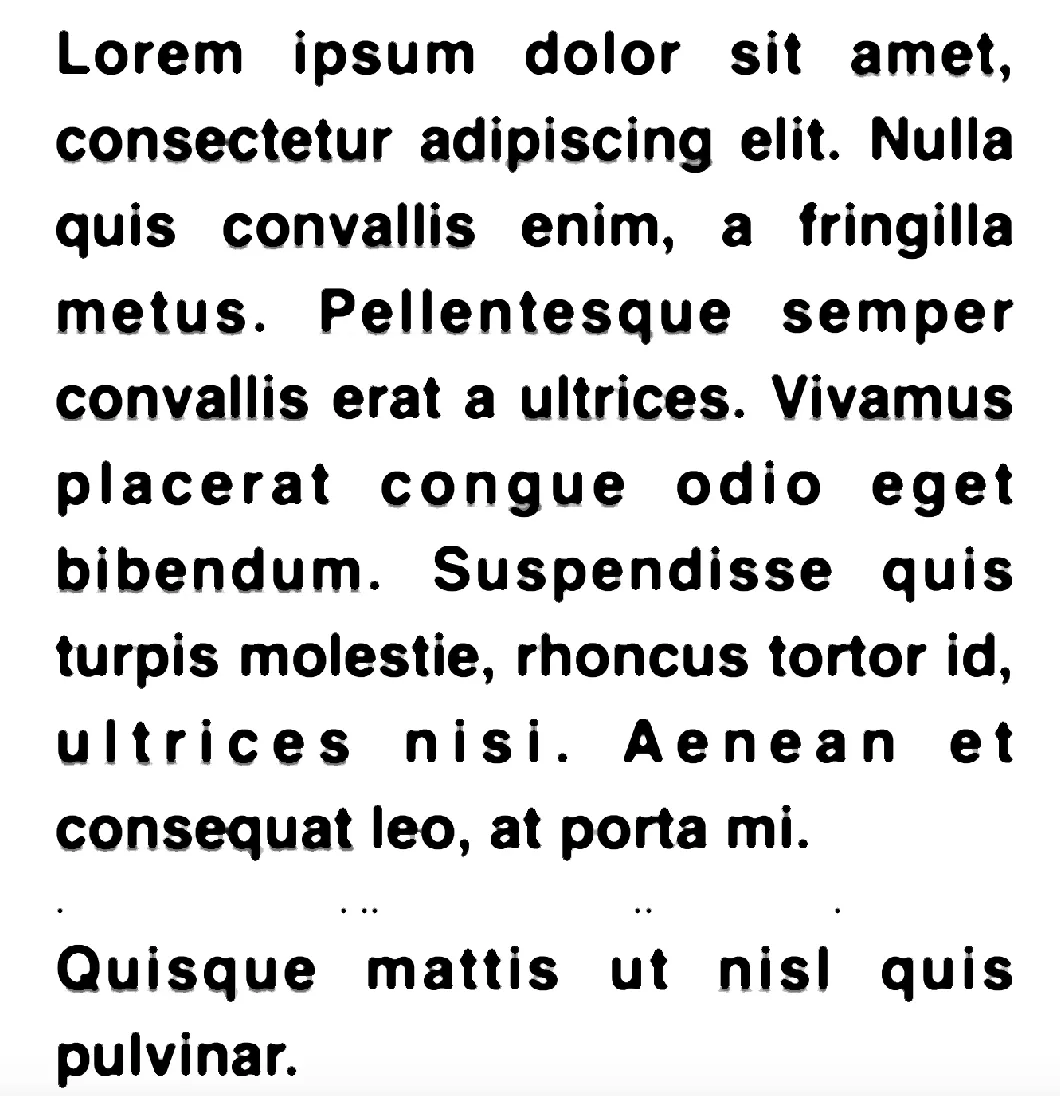 Lorem ipsum dolor sit amet,
consectetur adipiscing elit. Nulla
quis convallis enim, a fringilla
metus. Pellentesque semper
convallis erat a ultrices. Vivamus
placerat congue odio eget
bibendum. Suspendisse quis
turpis molestie, rhoncus tortor id,
ultrices nisi. Aenean et
consequat leo, at porta mi.
Quisque mattis ut nisl quis
pulvinar.